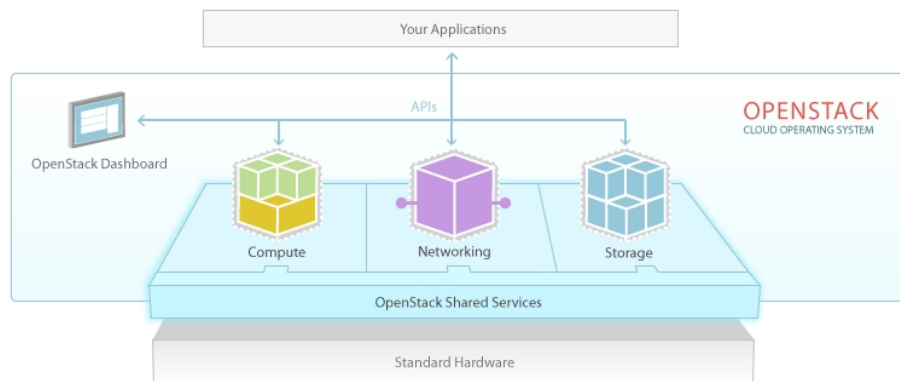 Your Applications
APIs
OPENSTACK
CLOUD OPERATING SYSTEM
OpenStack Dashboard
Compute
Networking
Storage
OpenStack Shared Services
Standard Hardware